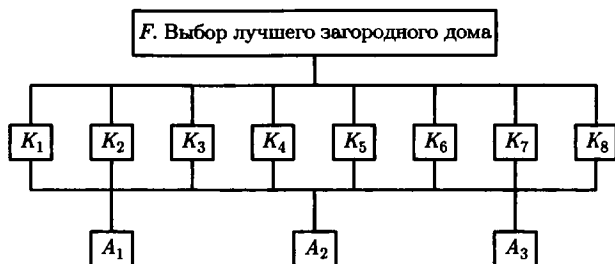 F. Выбор лучшего загородного дома
K₁ K₂ K₃ K₄ K₅ K₆ K₇ K₈
A₁ A₂ A₃